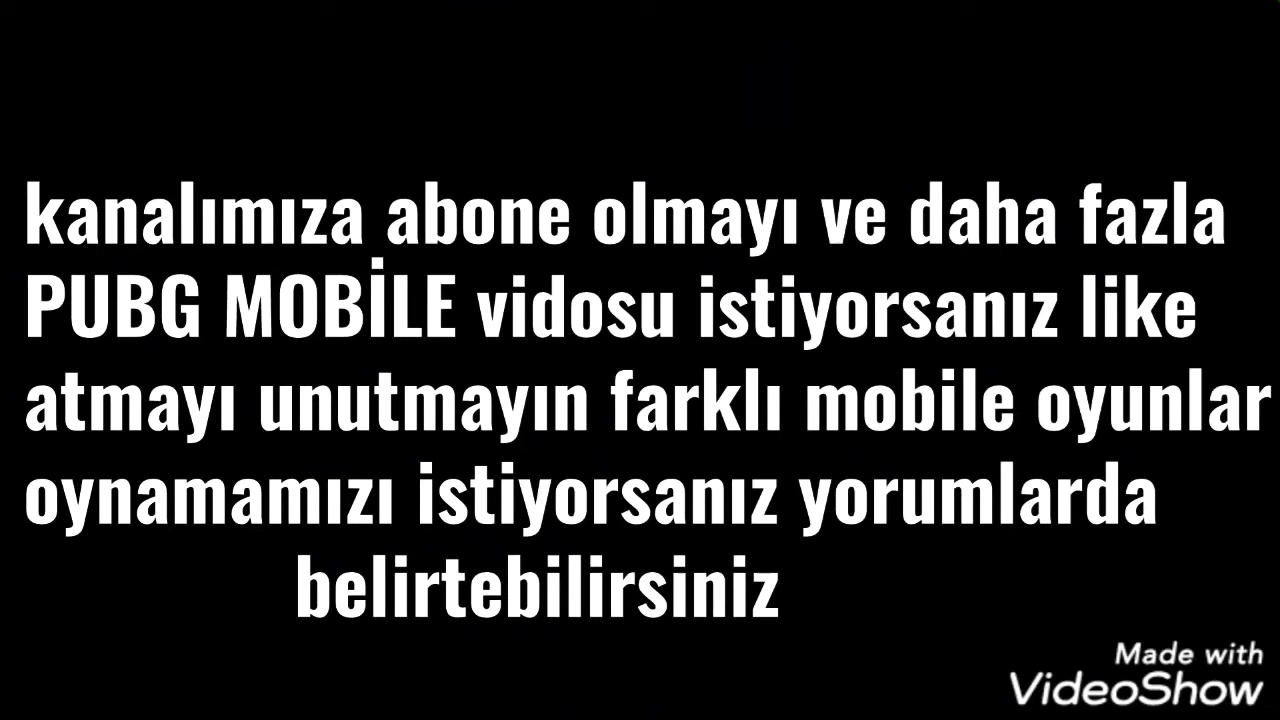 kanalımıza abone olmayı ve daha fazla
PUBG MOBİLE vidosu istiyorsanız like
atmayı unutmayın farklı mobile oyunlar
oynamamızı istiyorsanız yorumlarda
belirtebilirsiniz
Made with
VideoShow